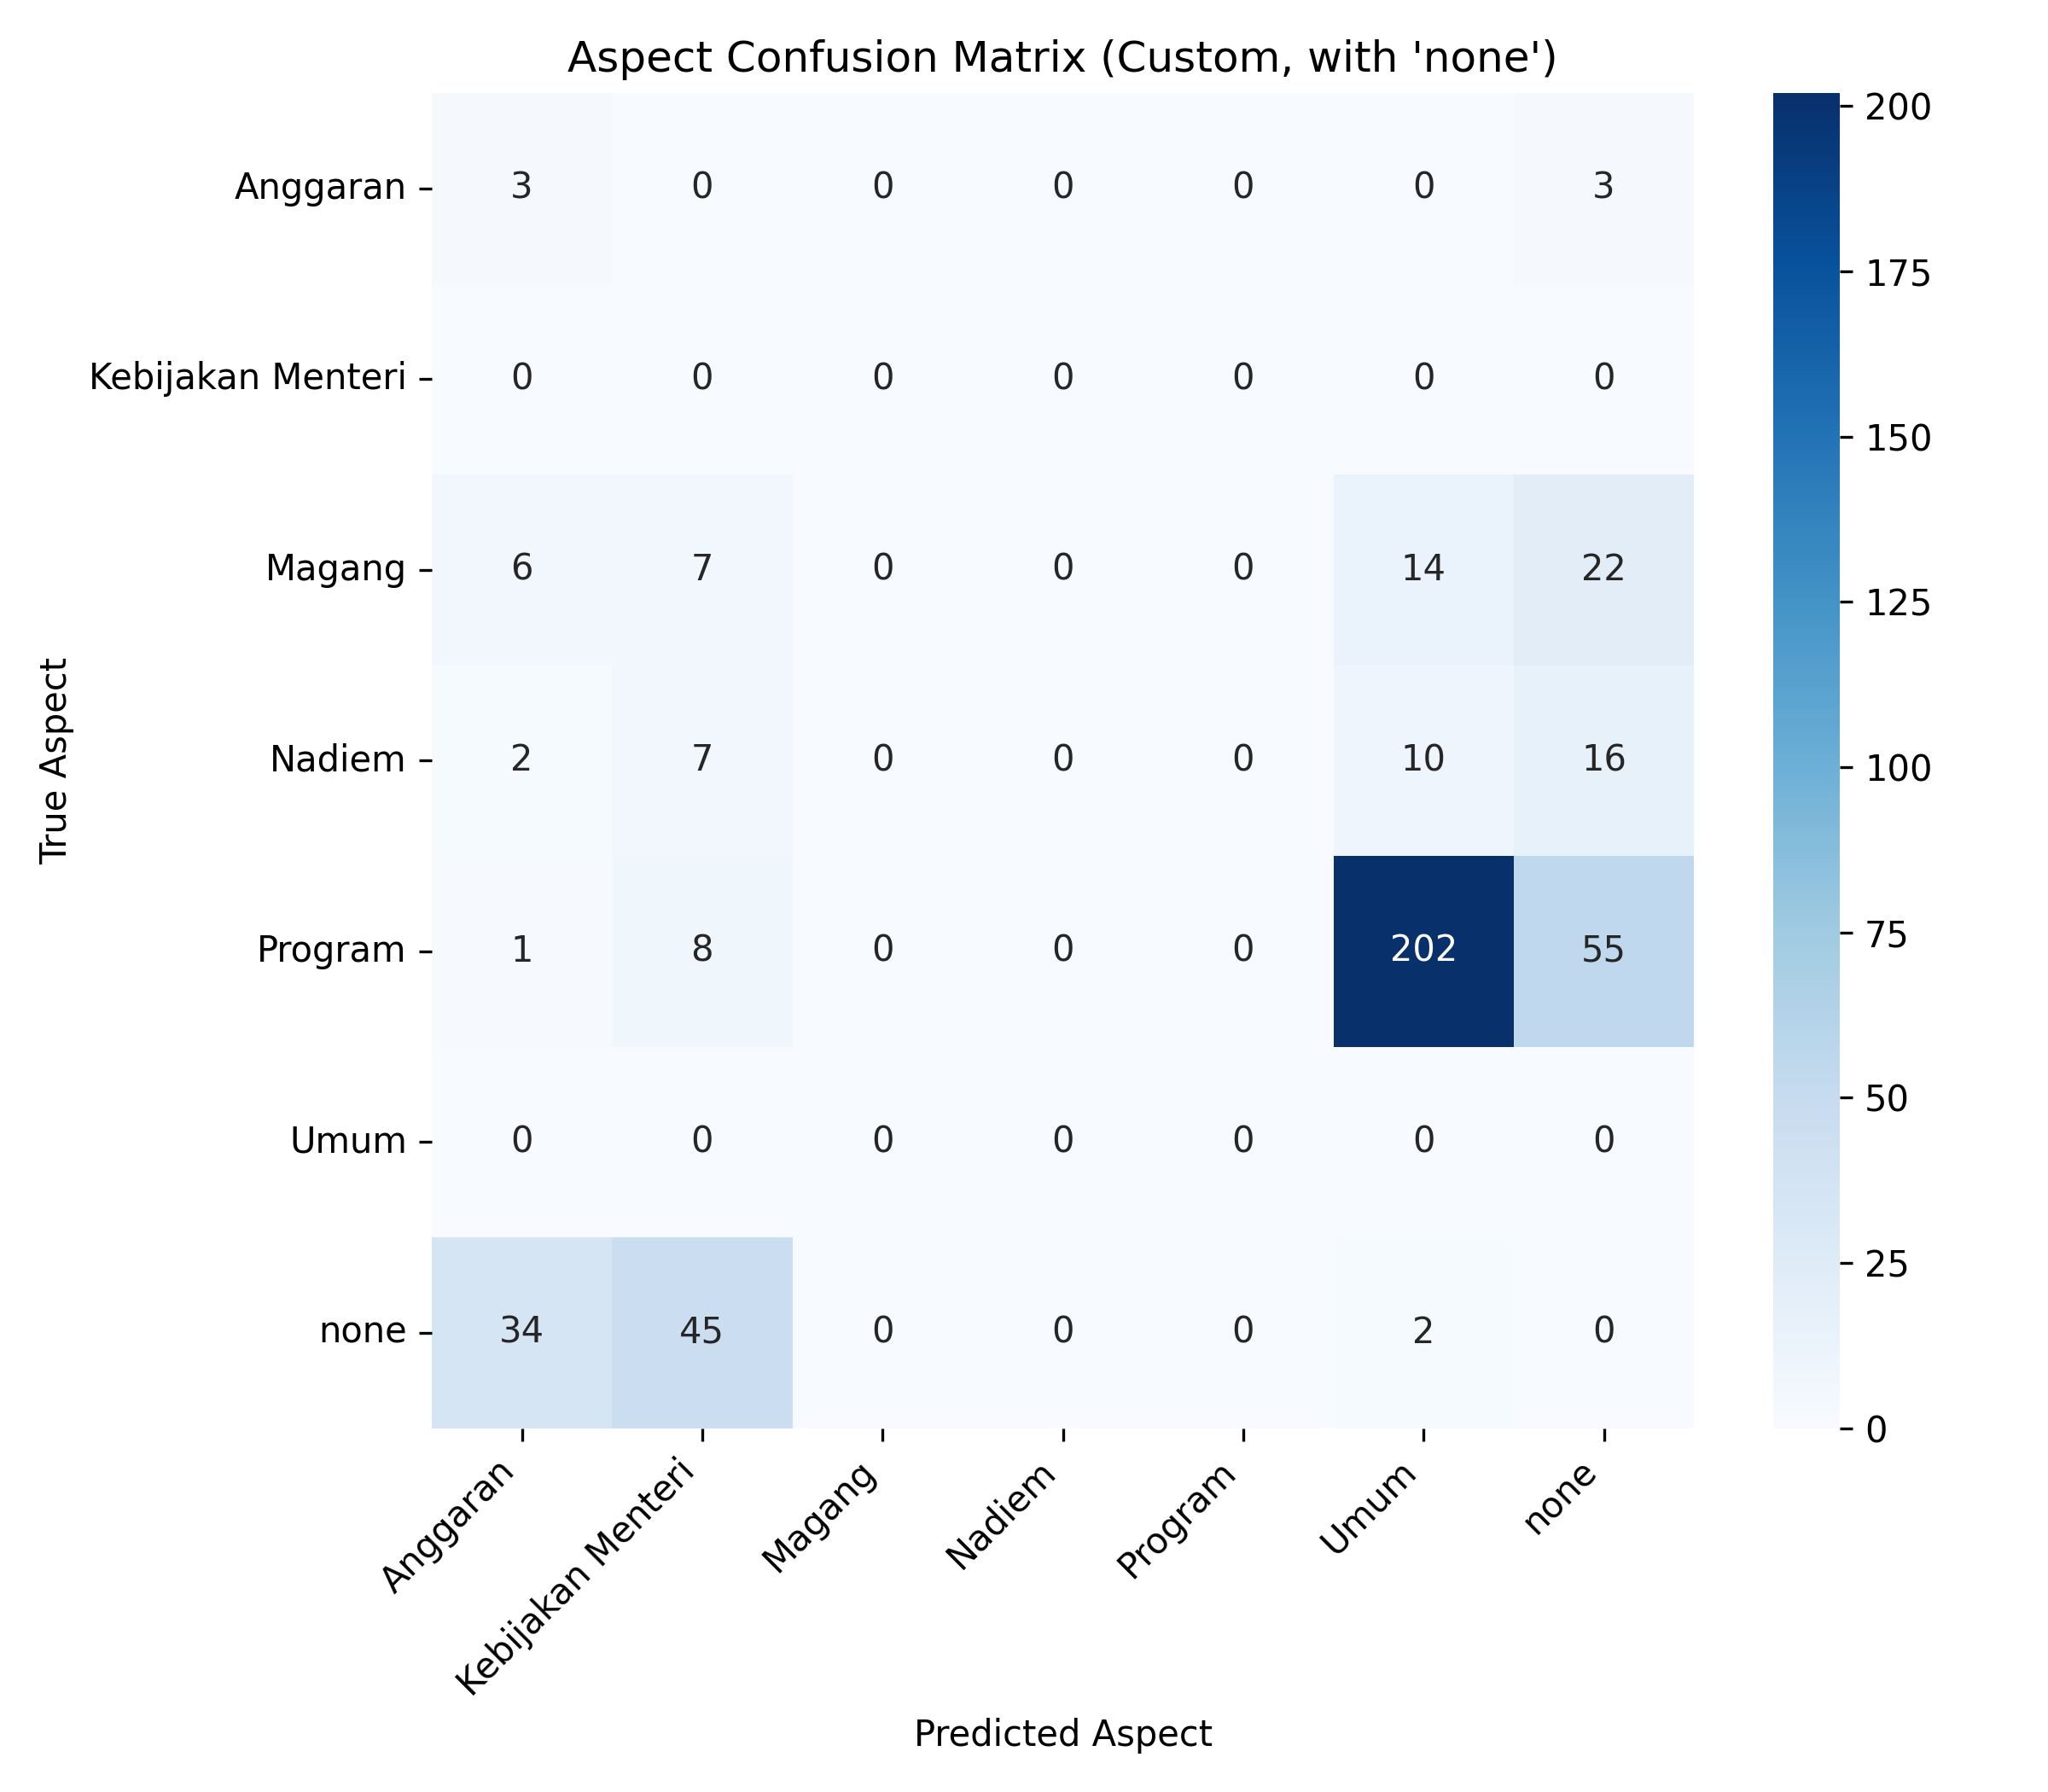 Aspect Confusion Matrix (Custom, with 'none')
True Aspect
Anggaran 3 0 0 0 0 0 3
Kebijakan Menteri 0 0 0 0 0 0 0
Magang 6 7 0 0 0 14 22
Nadiem 2 7 0 0 0 10 16
Program 1 8 0 0 0 202 55
Umum 0 0 0 0 0 0 0
none 34 45 0 0 0 2 0
Anggaran Kebijakan Menteri Magang Nadiem Program Umum none
Predicted Aspect
200
175
150
125
100
75
50
25
0